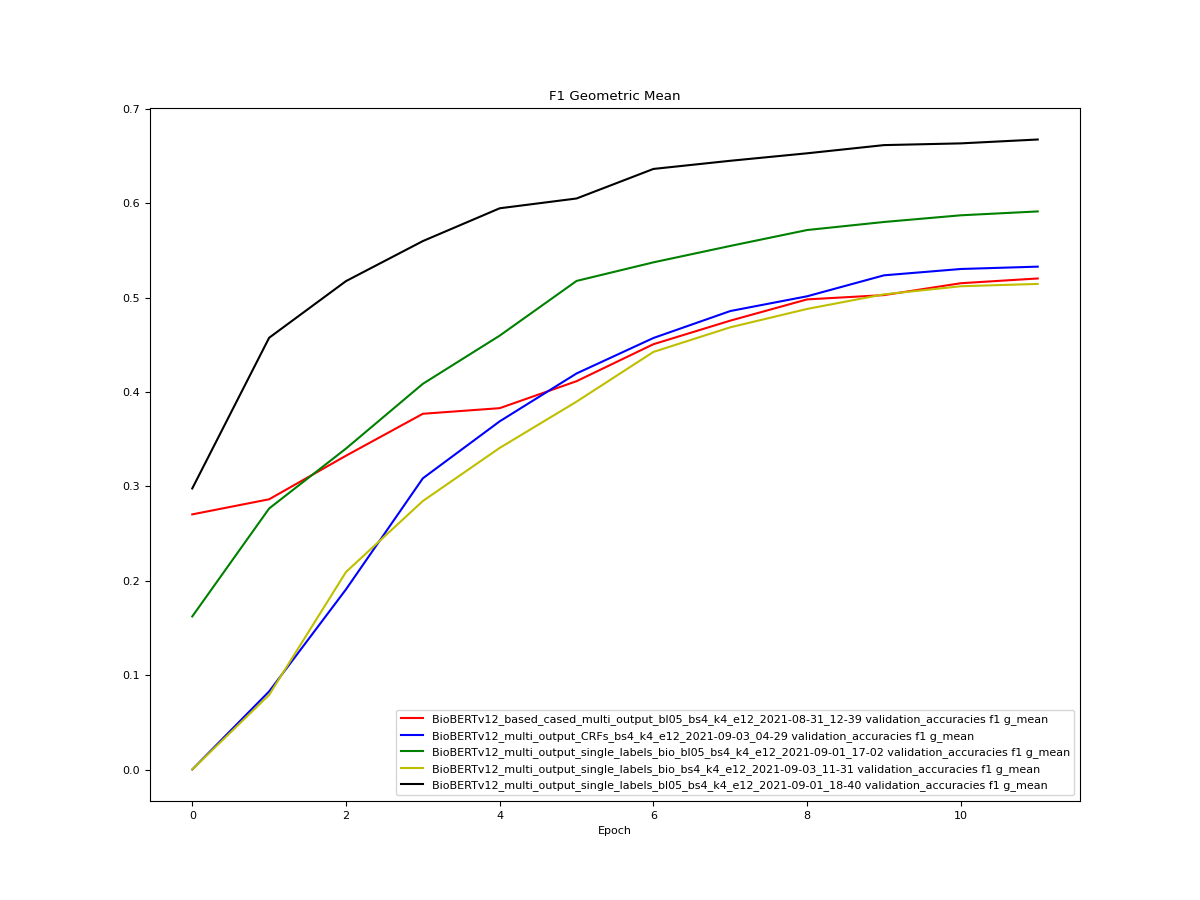 F1 Geometric Mean
0.7
0.6
0.5
0.4
0.3
0.2
0.1
0.0
BioBERTv12_based_cased_multi_output_bl05_bs4_k4_e12_2021-08-31_12-39 validation_accuracies f1 g_mean
BioBERTv12_multi_output_CRFs_bs4_k4_e12_2021-09-03_04-29 validation_accuracies f1 g_mean
BioBERTv12_multi_output_single_labels_bio_bl05_bs4_k4_e12_2021-09-01_17-02 validation_accuracies f1 g_mean
BioBERTv12_multi_output_single_labels_bio_bs4_k4_e12_2021-09-03_11-31 validation_accuracies f1 g_mean
BioBERTv12_multi_output_single_labels_bl05_bs4_k4_e12_2021-09-01_18-40 validation_accuracies f1 g_mean
0 2 4 6 8 10
Epoch